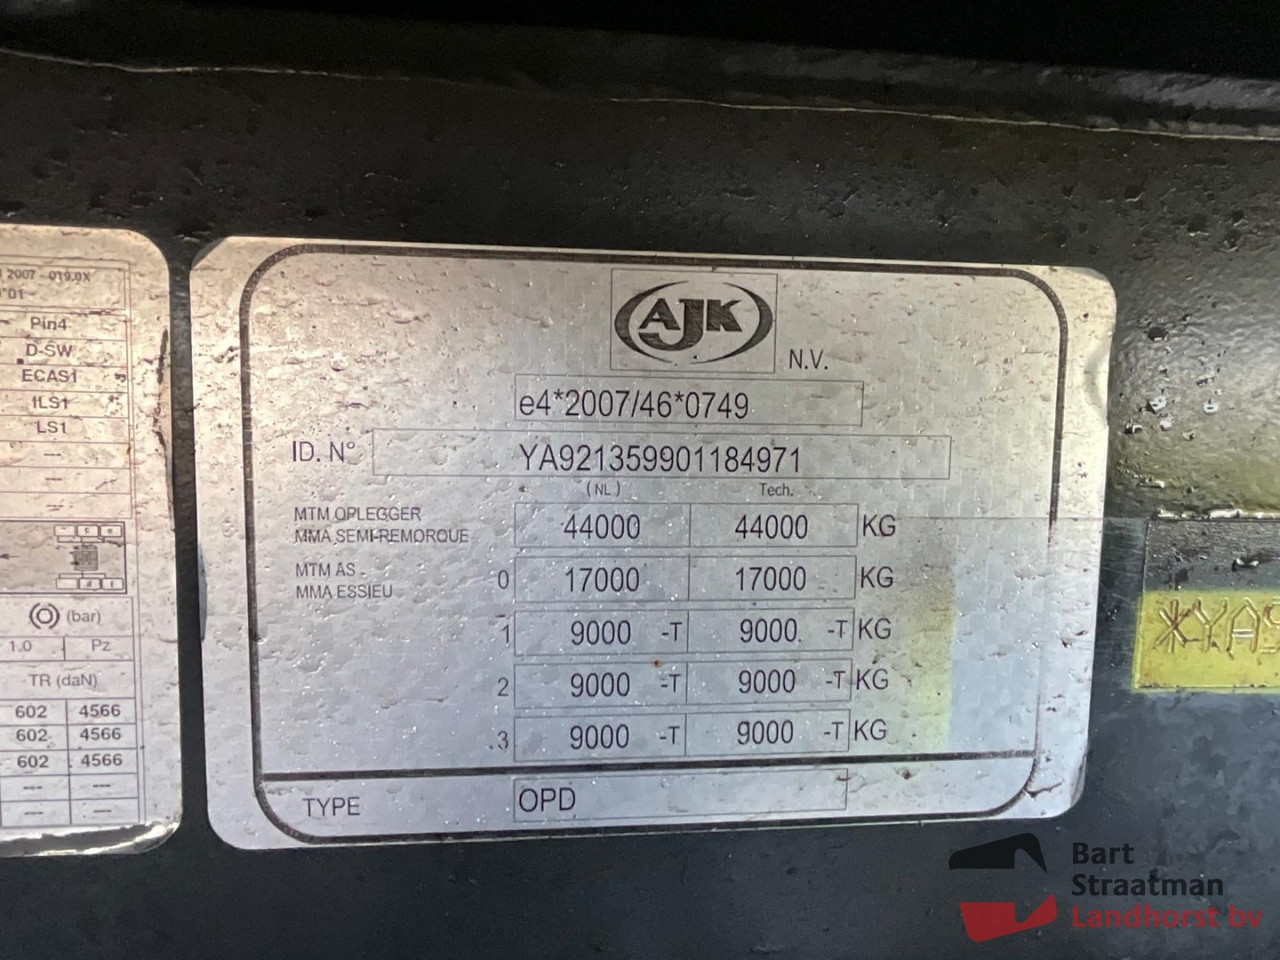 2007 - 019.0X
*01 -
Pin4
D-SW
ECAS1
ILS1
LS1
---
---
---
(bar)
1.0 Pz
TR (daN)
602 4566
602 4566
602 4566
--- ---
--- ---
AJK
N.V.
e4*2007/46*0749
ID. N° YA921359901184971
(NL) Tech.
MTM OPLEGGER
MMA SEMI-REMORQUE 44000 44000 KG
MTM AS
MMA ESSIEU 0 17000 17000 KG
1 9000 -T 9000 -T KG
2 9000 -T 9000 -T KG
3 9000 -T 9000 -T KG
TYPE OPD
*YA9
Bart
Straatman
Landhorst bv